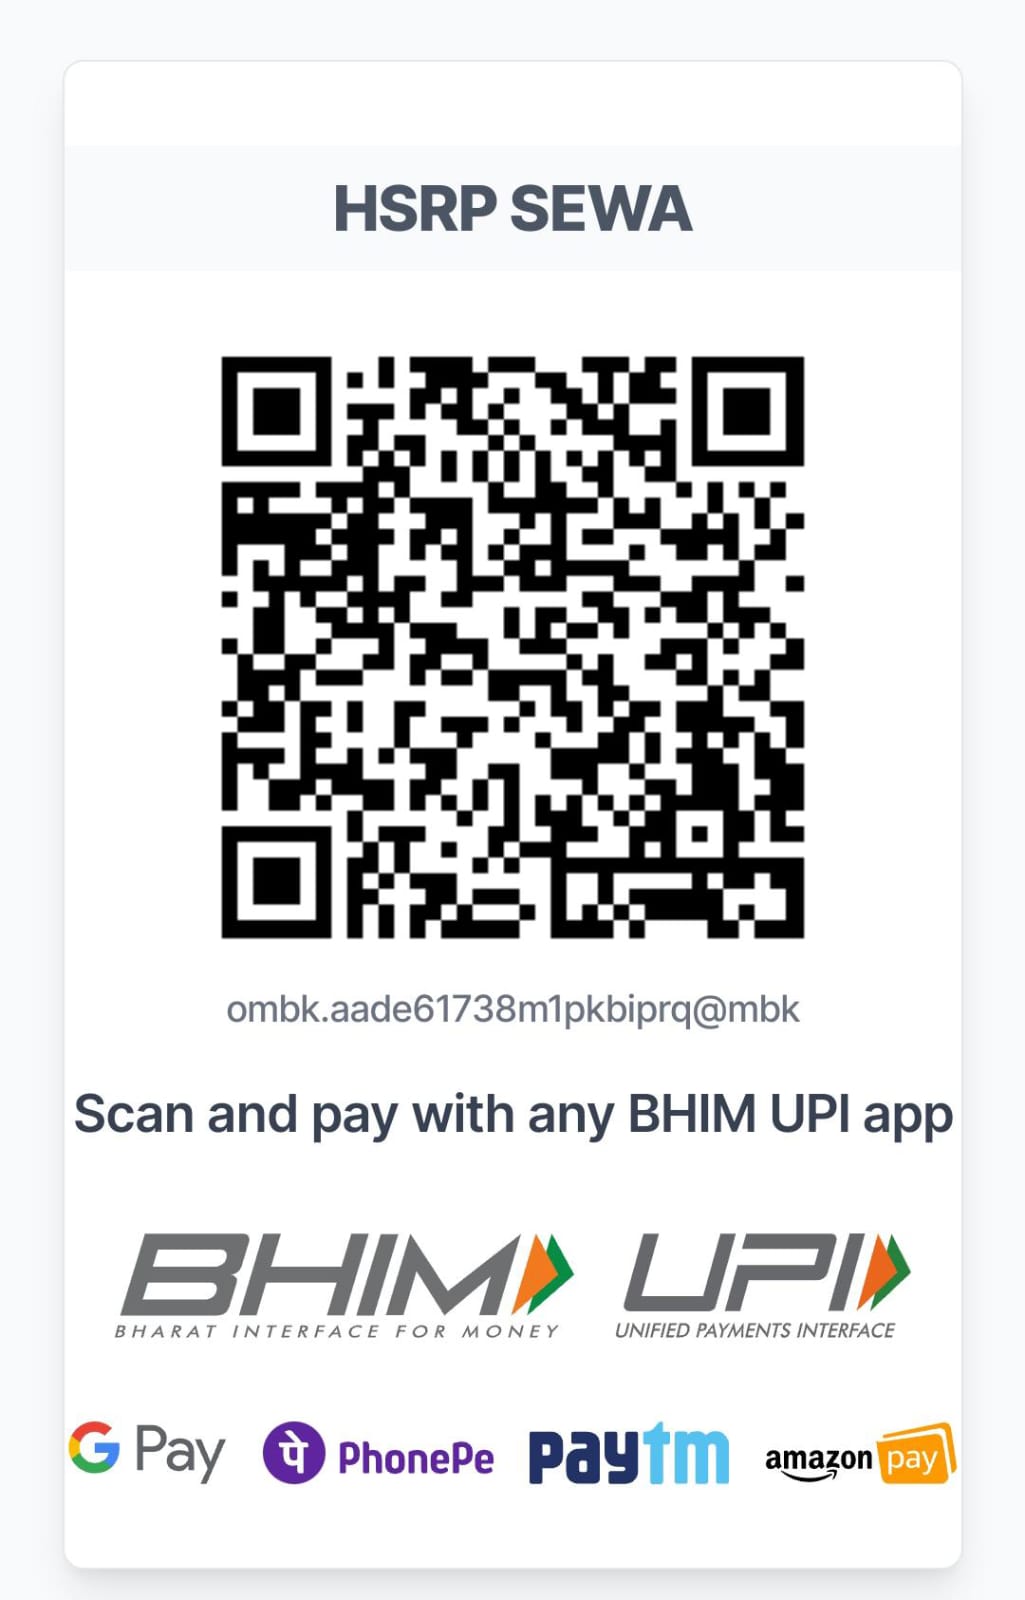 HSRP SEWA
ombk.aade61738m1pkbiprq@mbk
Scan and pay with any BHIM UPI app
BHIM UPI
BHARAT INTERFACE FOR MONEY UNIFIED PAYMENTS INTERFACE
G Pay पे PhonePe paytm amazon pay